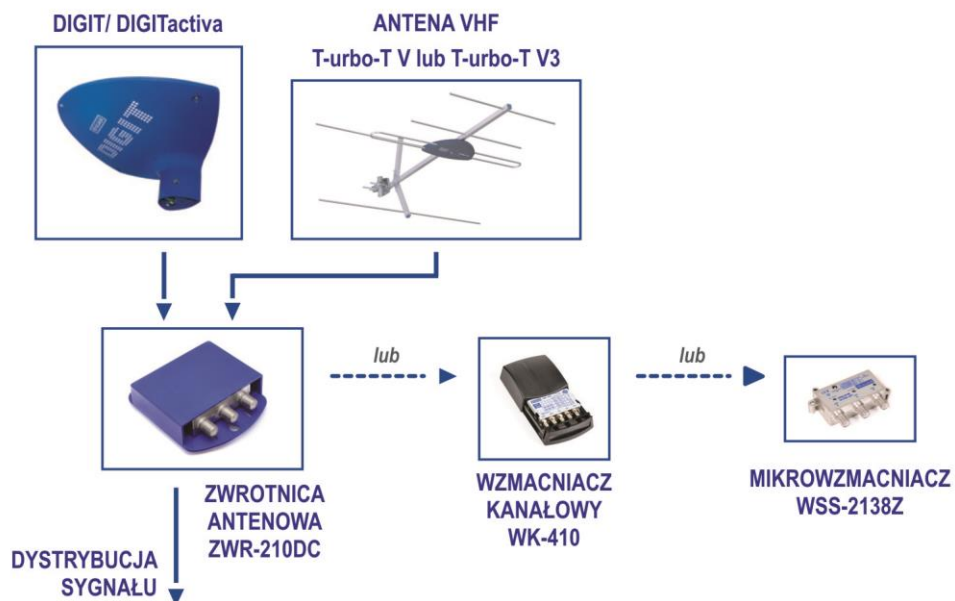 DIGIT/ DIGITactiva
ANTENA VHF
T-urbo-T V lub T-urbo-T V3
DIGIT
lub
lub
ZWROTNICA
ANTENOWA
ZWR-210DC
WZMACNIACZ
KANAŁOWY
WK-410
MIKROWZMACNIACZ
WSS-2138Z
DYSTRYBUCJA
SYGNAŁU